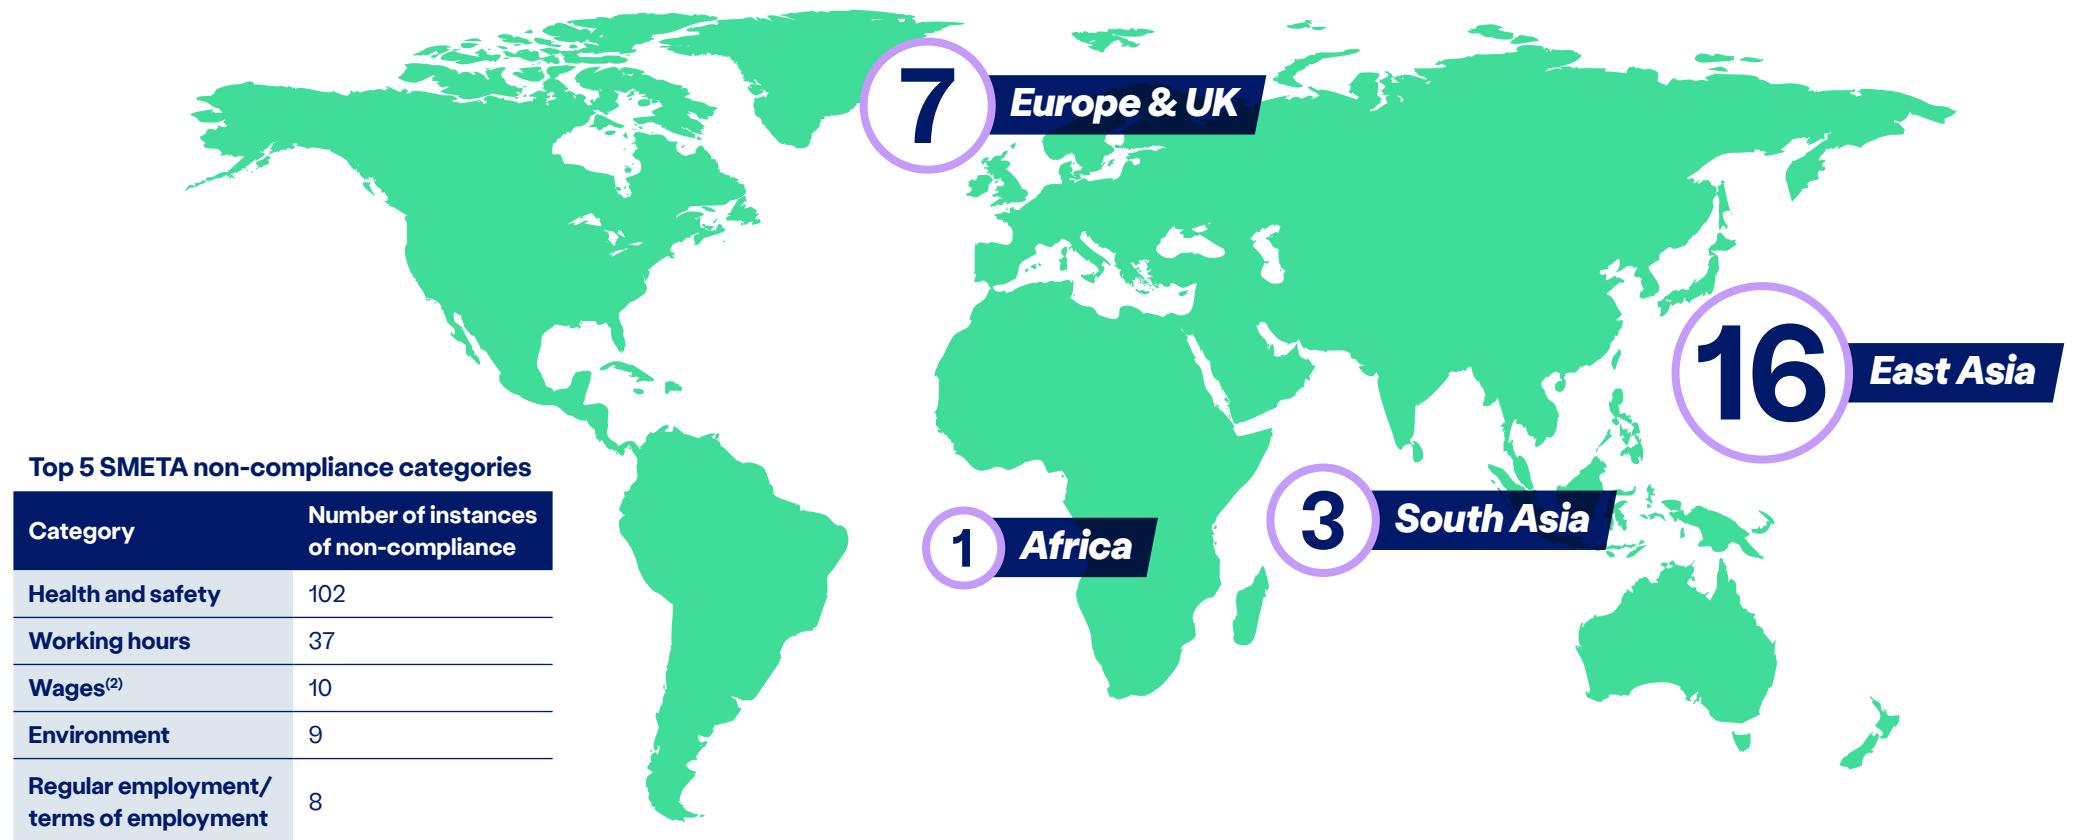 7 Europe & UK
16 East Asia
3 South Asia
1 Africa
Top 5 SMETA non-compliance categories
Category
Number of instances
of non-compliance
Health and safety 102
Working hours 37
Wages(2) 10
Environment 9
Regular employment/
terms of employment
8